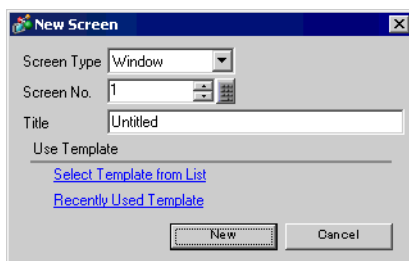 New Screen
Screen Type Window
Screen No. 1
Title Untitled
Use Template
Select Template from List
Recently Used Template
New Cancel